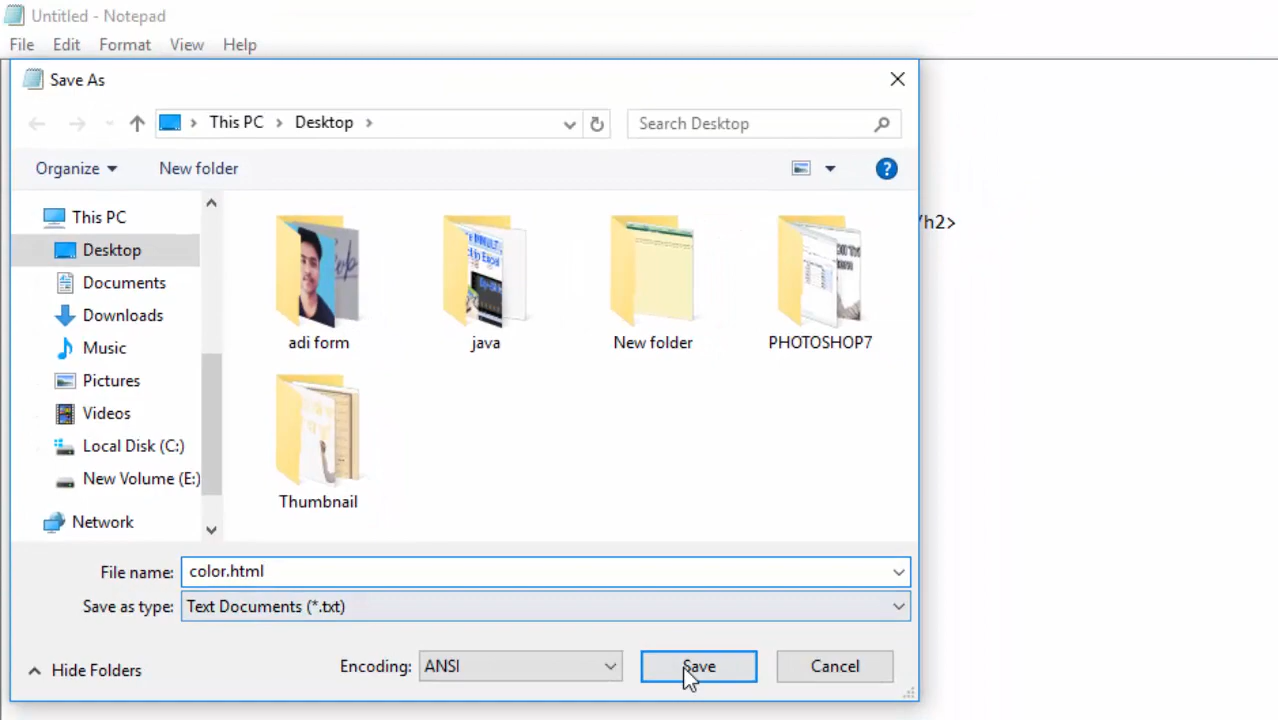 Untitled - Notepad
File Edit Format View Help
Save As
This PC Desktop
Search Desktop
Organize New folder
?
This PC
Desktop
Documents
Downloads
Music
Pictures
Videos
Local Disk (C:)
New Volume (E:)
Network
adi form java New folder PHOTOSHOP7
Thumbnail
/h2>
File name: color.html
Save as type: Text Documents (*.txt)
Hide Folders Encoding: ANSI Save Cancel